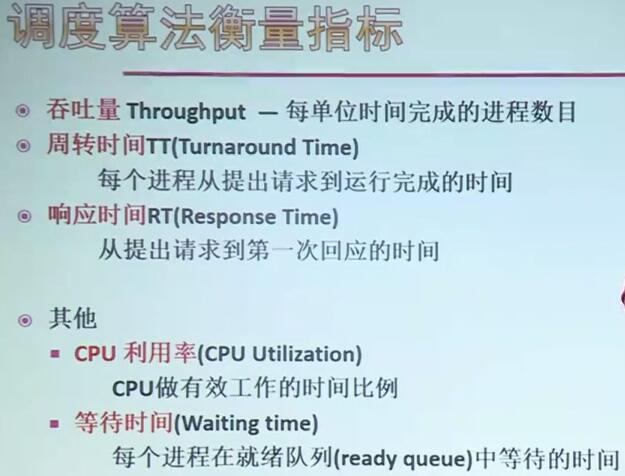 调度算法衡量指标
吞吐量 Throughput — 每单位时间完成的进程数目
周转时间TT(Turnaround Time)
每个进程从提出请求到运行完成的时间
响应时间RT(Response Time)
从提出请求到第一次回应的时间
其他
CPU 利用率(CPU Utilization)
CPU做有效工作的时间比例
等待时间(Waiting time)
每个进程在就绪队列(ready queue)中等待的时间